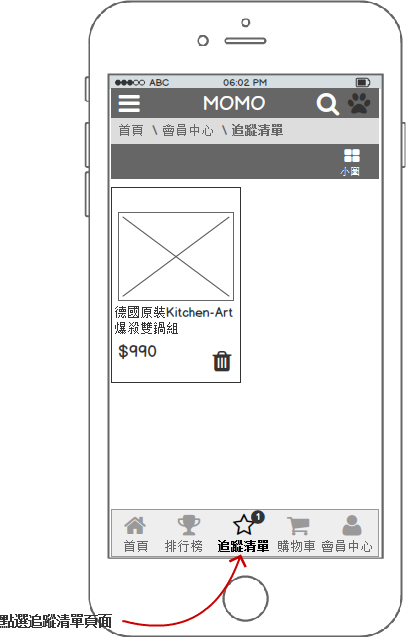 ABC 06:02 PM
MOMO
首頁 \ 會員中心 \ 追蹤清單
小圖
德國原裝Kitchen-Art
爆殺雙鍋組
$990
1
首頁 排行榜 追蹤清單 購物車 會員中心
點選追蹤清單頁面